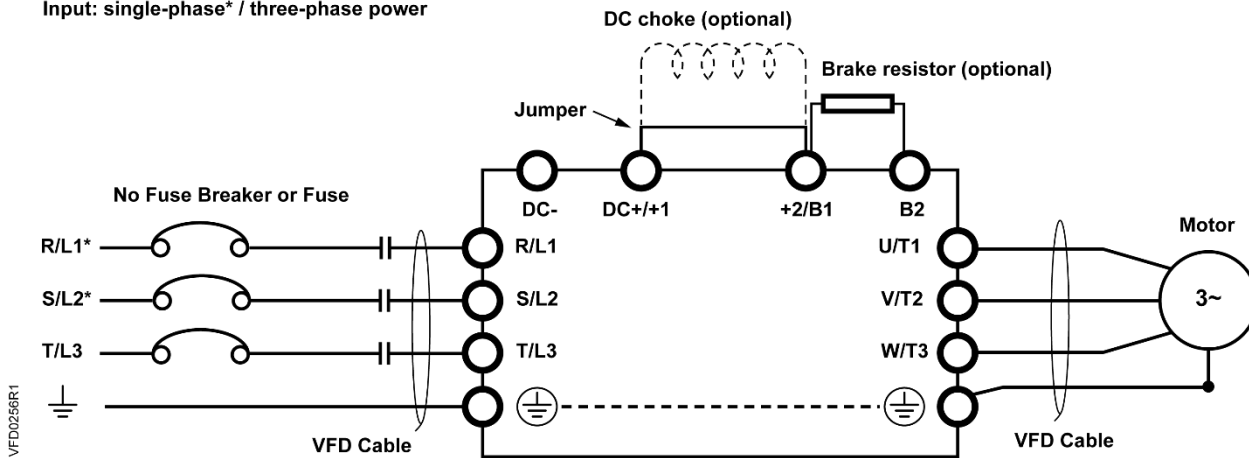 Input: single-phase* / three-phase power
DC choke (optional)
Brake resistor (optional)
Jumper
No Fuse Breaker or Fuse
DC-
DC+/+1
+2/B1
B2
Motor
R/L1*
R/L1
U/T1
S/L2*
S/L2
V/T2
3~
T/L3
T/L3
W/T3
VFD Cable
VFD Cable
VFD0256R1